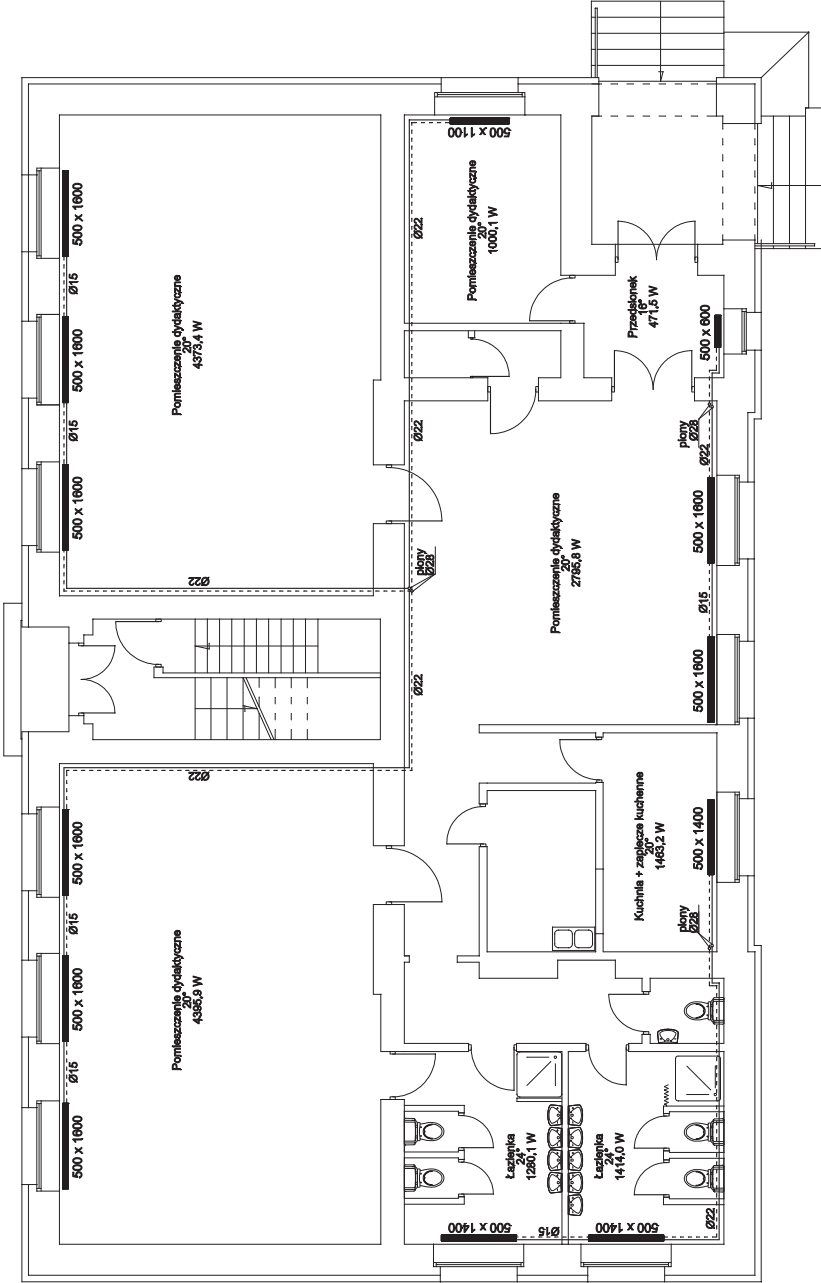 500 x 1600
Ø15
500 x 1600
Ø15
500 x 1600
Pomieszczenie dydaktyczne
20°
4373,4 W
Ø22
500 x 1100
Ø22
Pomieszczenie dydaktyczne
20°
1000,1 W
Przedsionek
16°
471,5 W
500 x 600
Ø22
piony
Ø28
piony
Ø28
Ø22
Pomieszczenie dydaktyczne
20°
2795,8 W
500 x 1600
Ø15
500 x 1600
Ø22
Ø22
500 x 1600
Ø15
500 x 1600
Ø15
500 x 1600
Pomieszczenie dydaktyczne
20°
4395,9 W
Kuchnia + zaplecze kuchenne
20°
1463,2 W
500 x 1400
piony
Ø28
Łazienka
24°
1280,1 W
500 x 1400
Ø15
Łazienka
24°
1414,0 W
500 x 1400
Ø22